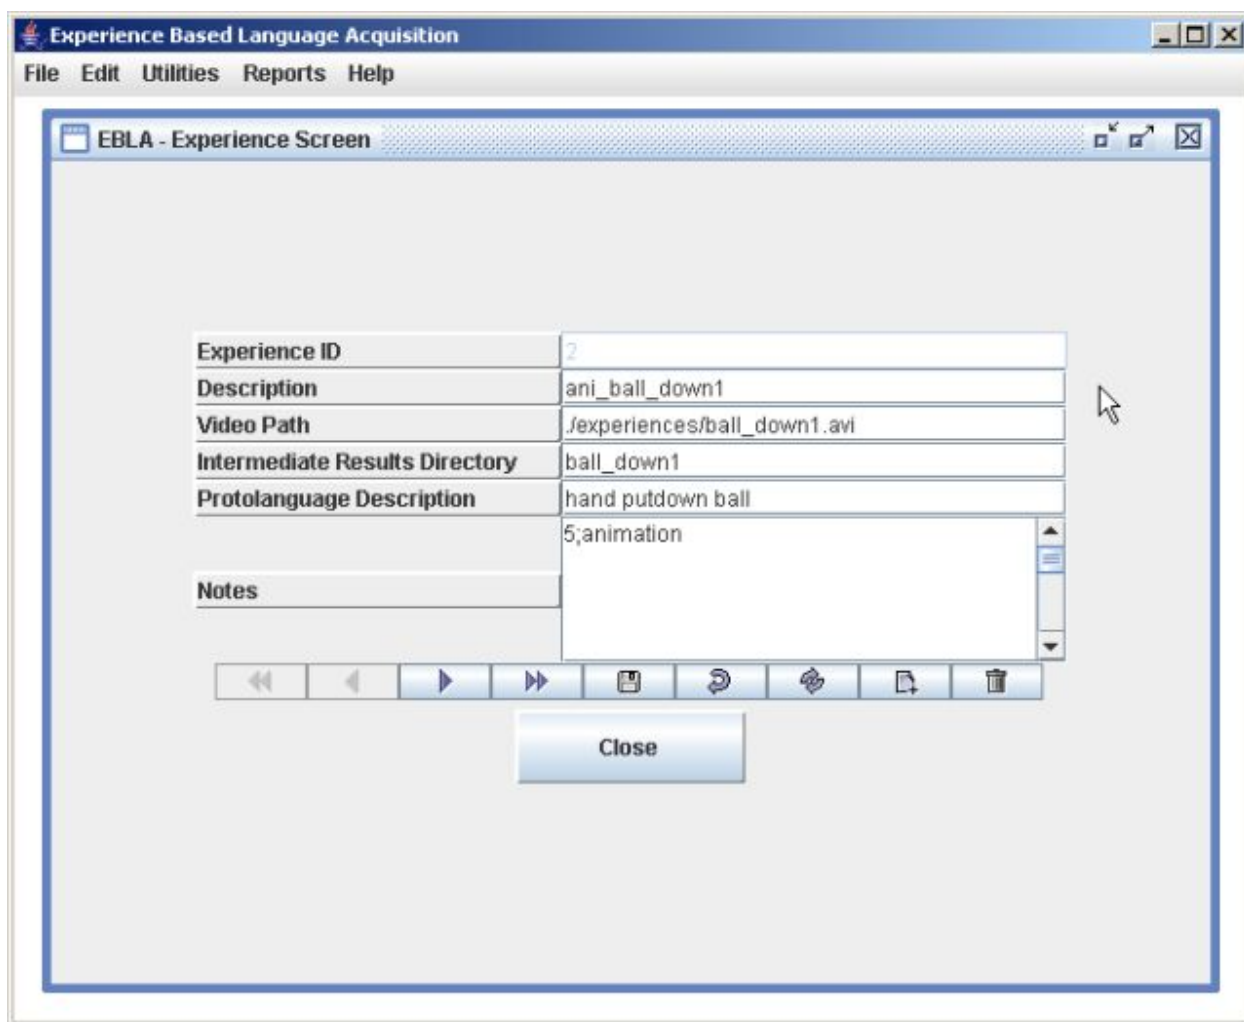 Experience Based Language Acquisition
File Edit Utilities Reports Help
EBLA - Experience Screen
Experience ID 2
Description ani_ball_down1
Video Path ./experiences/ball_down1.avi
Intermediate Results Directory ball_down1
Protolanguage Description hand putdown ball
5;animation
Notes
Close